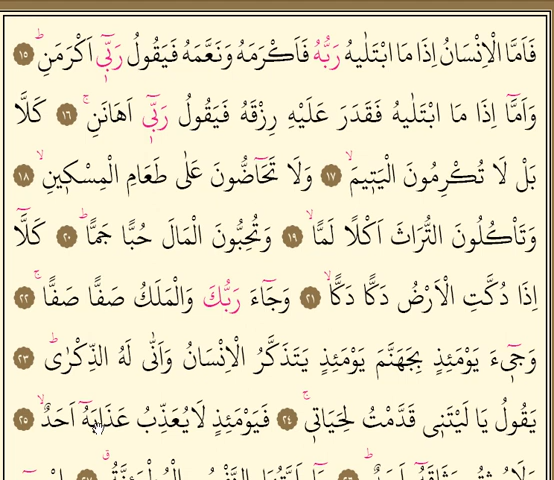 فَاَمَّا الْاِنْسَانُ اِذَا مَا ابْتَلٰيهُ رَبُّهُ فَاَكْرَمَهُ وَنَعَّمَهُ فَيَقُولُ رَبّ۪ٓي اَكْرَمَنِۜ ١٥
وَاَمَّٓا اِذَا مَا ابْتَلٰيهُ فَقَدَرَ عَلَيْهِ رِزْقَهُ فَيَقُولُ رَبّ۪ٓي اَهَانَنِۚ ١٦ كَلَّا
بَلْ لَا تُكْرِمُونَ الْيَت۪يمَۙ ١٧ وَلَا تَحَٓاضُّونَ عَلٰى طَعَامِ الْمِسْك۪ينِۙ ١٨
وَتَأْكُلُونَ التُّرَاثَ اَكْلًا لَمًّاۙ ١٩ وَتُحِبُّونَ الْمَالَ حُبًّا جَمًّاۜ ٢٠ كَلَّٓا
اِذَا دُكَّتِ الْاَرْضُ دَكًّا دَكًّاۙ ٢١ وَجَٓاءَ رَبُّكَ وَالْمَلَكُ صَفًّا صَفًّاۚ ٢٢
وَج۪ٓيءَ يَوْمَئِذٍ بِجَهَنَّمَ يَوْمَئِذٍ يَتَذَكَّرُ الْاِنْسَانُ وَاَنّٰى لَهُ الذِّكْرٰىۜ ٢٣
يَقُولُ يَا لَيْتَن۪ي قَدَّمْتُ لِحَيَات۪يۚ ٢٤ فَيَوْمَئِذٍ لَا يُعَذِّبُ عَذَابَهُٓ اَحَدٌۙ ٢٥